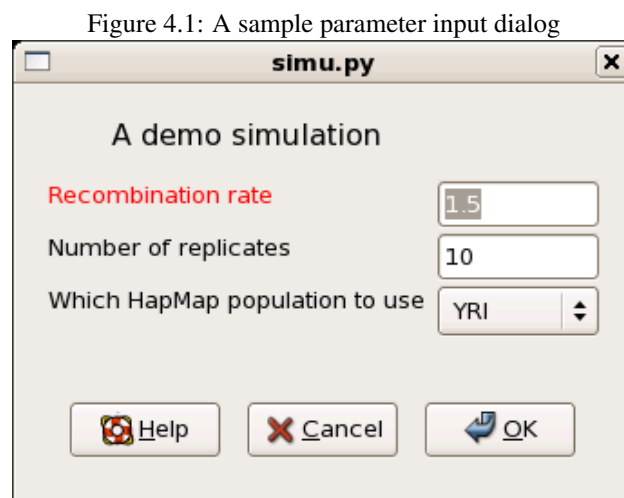 Figure 4.1: A sample parameter input dialog
simu.py
A demo simulation
Recombination rate 1.5
Number of replicates 10
Which HapMap population to use YRI
Help Cancel OK